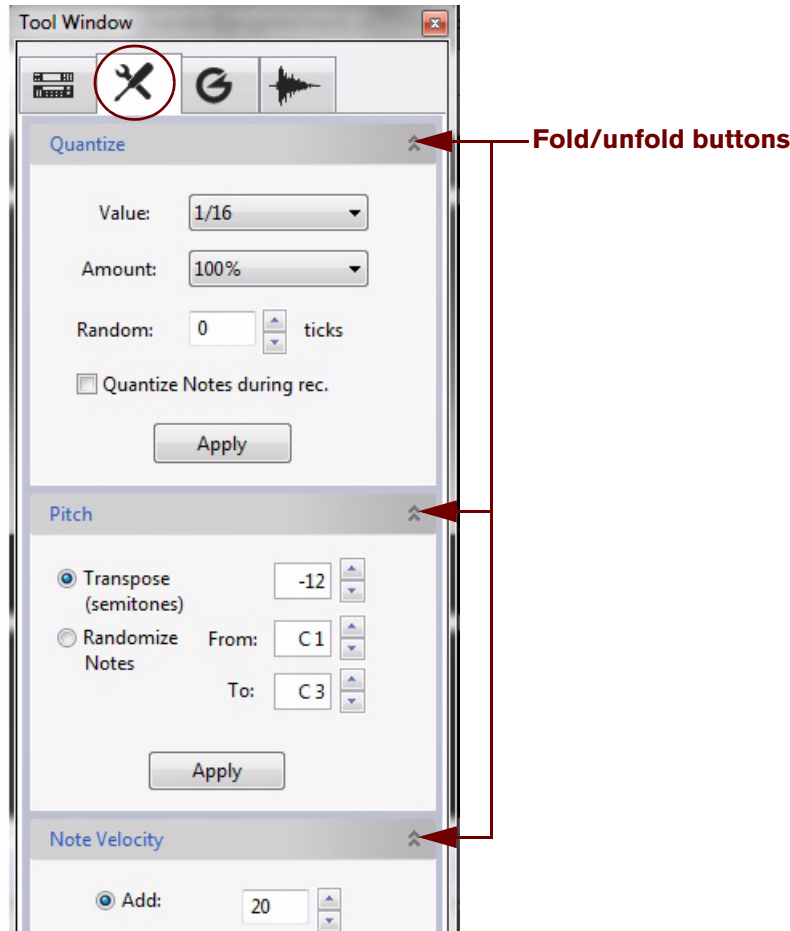 Tool Window
Quantize
Fold/unfold buttons
Value: 1/16
Amount: 100%
Random: 0 ticks
Quantize Notes during rec.
Apply
Pitch
Transpose -12
(semitones)
Randomize From: C 1
Notes
To: C 3
Apply
Note Velocity
Add: 20